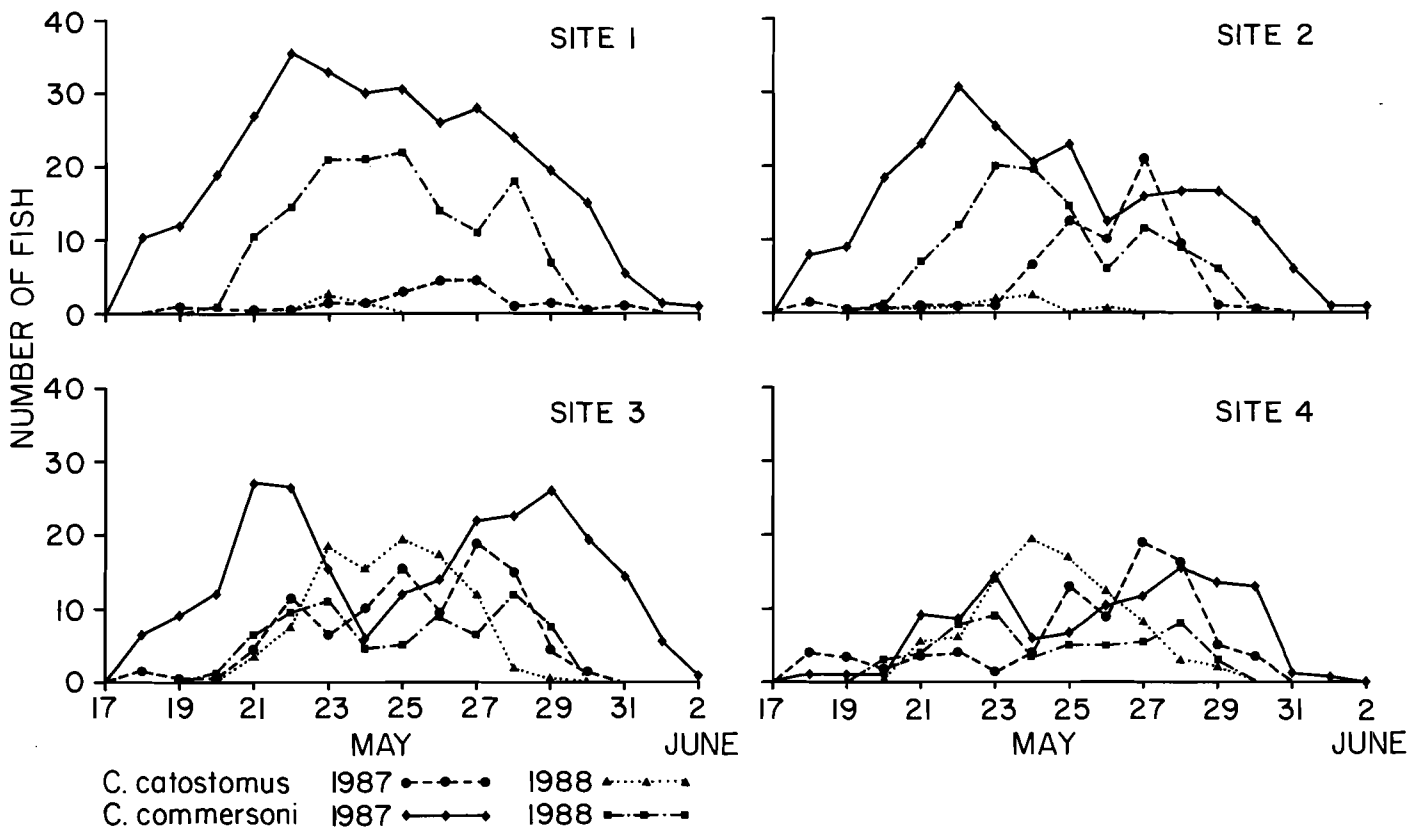 SITE 1
SITE 2
40
30
20
10
0
NUMBER OF FISH
SITE 3
SITE 4
40
30
20
10
0
17 19 21 23 25 27 29 31 2
17 19 21 23 25 27 29 31 2
MAY JUNE
MAY JUNE
C. catostomus 1987 1988
C. commersoni 1987 1988